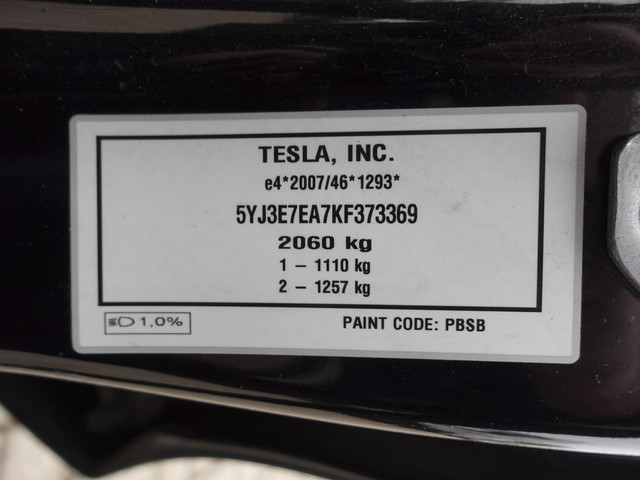 TESLA, INC.
e4*2007/46*1293*
5YJ3E7EA7KF373369
2060 kg
1 – 1110 kg
2 – 1257 kg
1,0%
PAINT CODE: PBSB